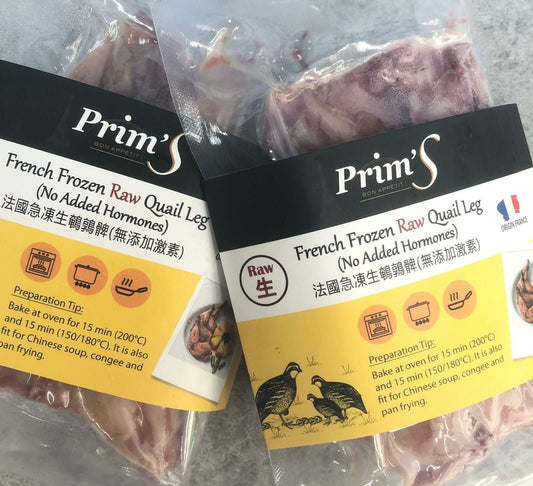 Prim'S
BON APPETIT!
French Frozen Raw Quail Leg
(No Added Hormones)
法國急凍生鵪鶉髀(無添加激素)
Preparation Tip:
Bake at oven for 15 min (200°C)
and 15 min (150/180°C). It is also
fit for Chinese soup, congee and
pan frying.
Prim'S
BON APPETIT!
French Frozen Raw Quail Leg
(No Added Hormones)
法國急凍生鵪鶉髀(無添加激素)
ORIGIN FRANCE
Raw
生
Preparation Tip:
Bake at oven for 15 min (200°C)
and 15 min (150/180°C). It is also
fit for Chinese soup, congee and
pan frying.